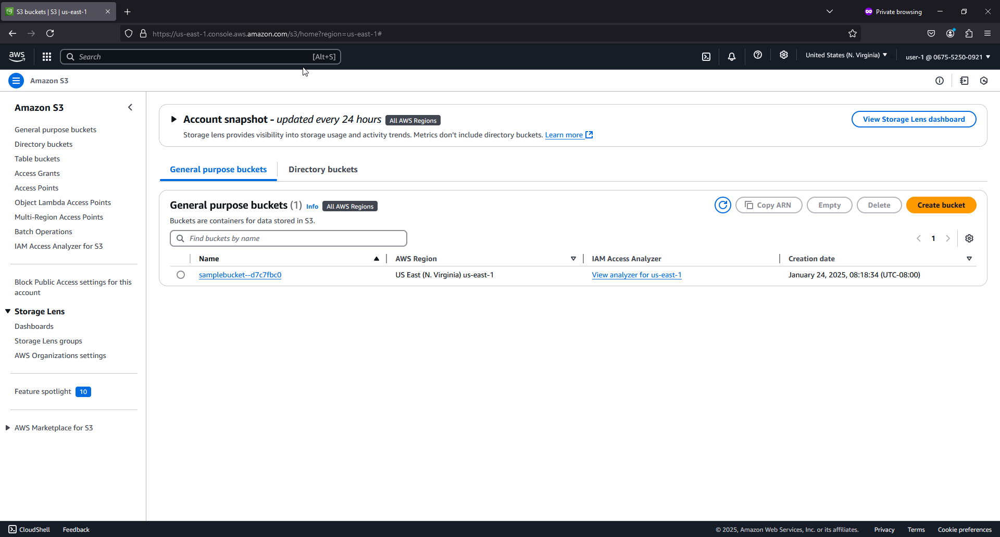 S3 buckets | S3 | us-east-1
Private browsing
https://us-east-1.console.aws.amazon.com/s3/home?region=us-east-1#
aws
Search
[Alt+S]
United States (N. Virginia)
user-1 @ 0675-5250-0921
Amazon S3
Amazon S3
General purpose buckets
Directory buckets
Table buckets
Access Grants
Access Points
Object Lambda Access Points
Multi-Region Access Points
Batch Operations
IAM Access Analyzer for S3
Block Public Access settings for this
account
Storage Lens
Dashboards
Storage Lens groups
AWS Organizations settings
Feature spotlight 10
AWS Marketplace for S3
Account snapshot - updated every 24 hours All AWS Regions
View Storage Lens dashboard
Storage lens provides visibility into storage usage and activity trends. Metrics don't include directory buckets. Learn more
General purpose buckets
Directory buckets
General purpose buckets (1) Info All AWS Regions
Copy ARN
Empty
Delete
Create bucket
Buckets are containers for data stored in S3.
Find buckets by name
1
Name
AWS Region
IAM Access Analyzer
Creation date
samplebucket--d7c7fbc0
US East (N. Virginia) us-east-1
View analyzer for us-east-1
January 24, 2025, 08:18:34 (UTC-08:00)
CloudShell
Feedback
© 2025, Amazon Web Services, Inc. or its affiliates.
Privacy
Terms
Cookie preferences